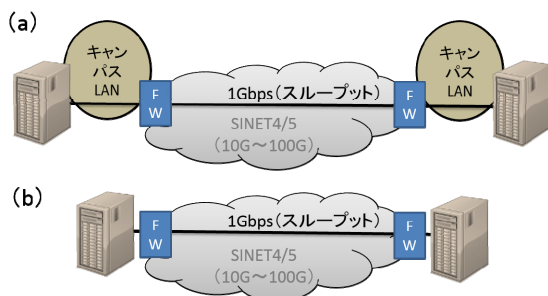 (a)
キャン
パス
LAN
F
W
1Gbps(スループット)
SINET4/5
(10G～100G)
F
W
キャン
パス
LAN
(b)
F
W
1Gbps(スループット)
SINET4/5
(10G～100G)
F
W